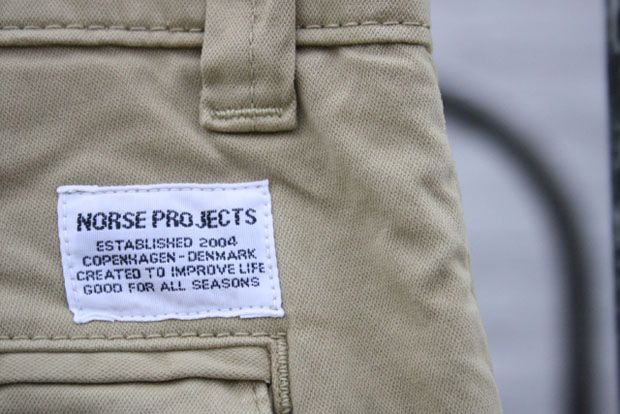 NORSE PROJECTS
ESTABLISHED 2004
COPENHAGEN - DENMARK
CREATED TO IMPROVE LIFE
GOOD FOR ALL SEASONS